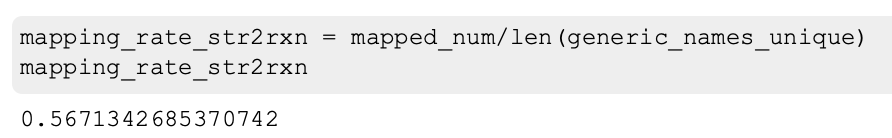 mapping_rate_str2rxn = mapped_num/len(generic_names_unique)
mapping_rate_str2rxn
0.5671342685370742